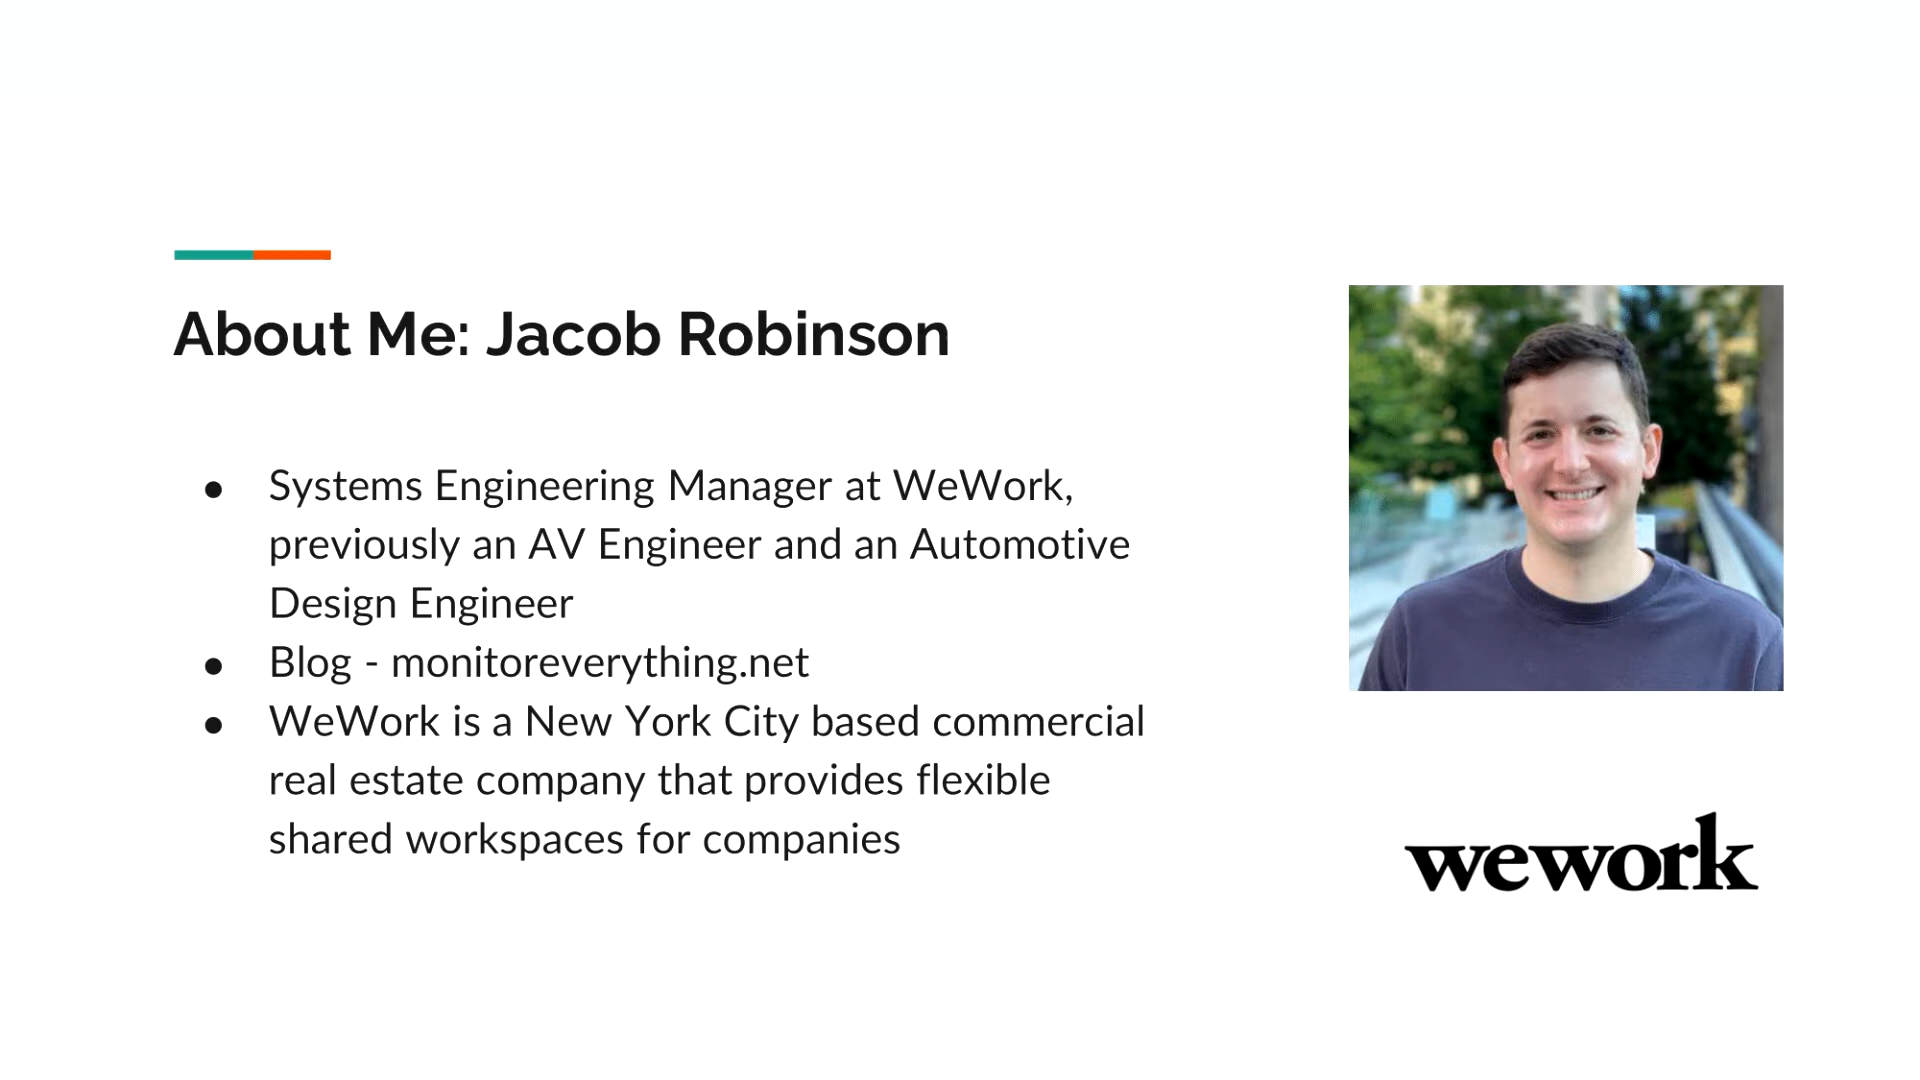 About Me: Jacob Robinson
● Systems Engineering Manager at WeWork,
previously an AV Engineer and an Automotive
Design Engineer
● Blog - monitoreverything.net
● WeWork is a New York City based commercial
real estate company that provides flexible
shared workspaces for companies
wework